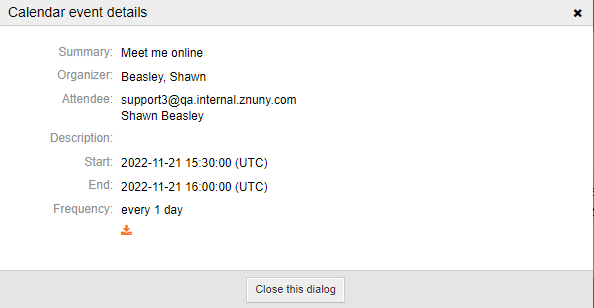 Calendar event details
Summary: Meet me online
Organizer: Beasley, Shawn
Attendee: support3@qa.internal.znuny.com
Shawn Beasley
Description:
Start: 2022-11-21 15:30:00 (UTC)
End: 2022-11-21 16:00:00 (UTC)
Frequency: every 1 day
Close this dialog